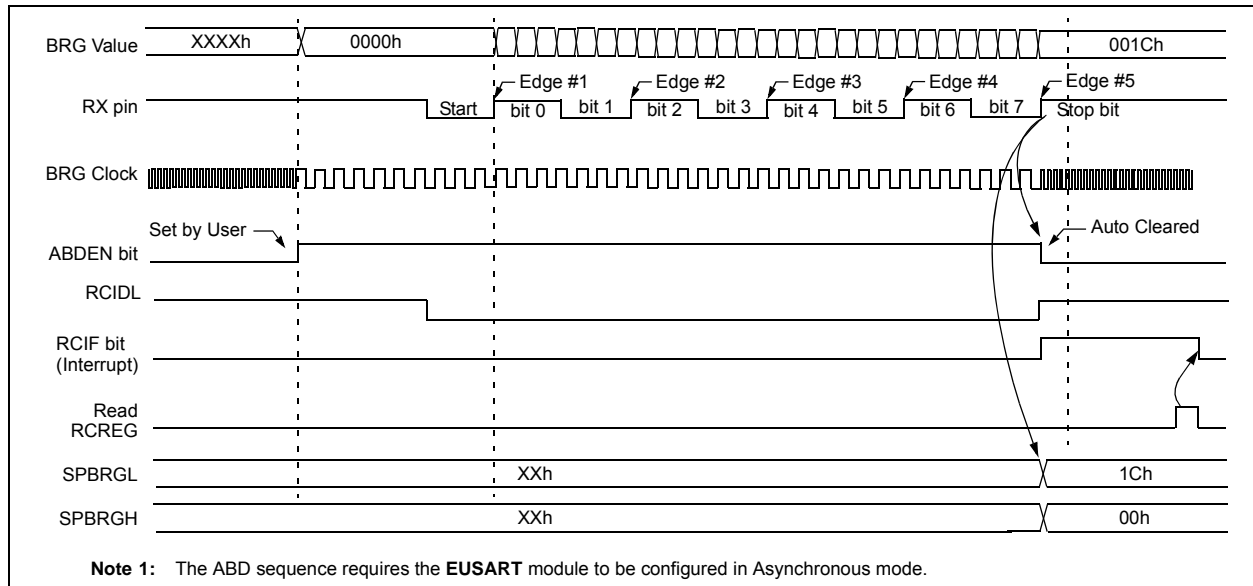 BRG Value XXXXh 0000h 001Ch
Edge #1 Edge #2 Edge #3 Edge #4 Edge #5
RX pin Start bit 0 bit 1 bit 2 bit 3 bit 4 bit 5 bit 6 bit 7 Stop bit
BRG Clock
Set by User Auto Cleared
ABDEN bit
RCIDL
RCIF bit
(Interrupt)
Read
RCREG
SPBRGL XXh 1Ch
SPBRGH XXh 00h
Note 1: The ABD sequence requires the EUSART module to be configured in Asynchronous mode.